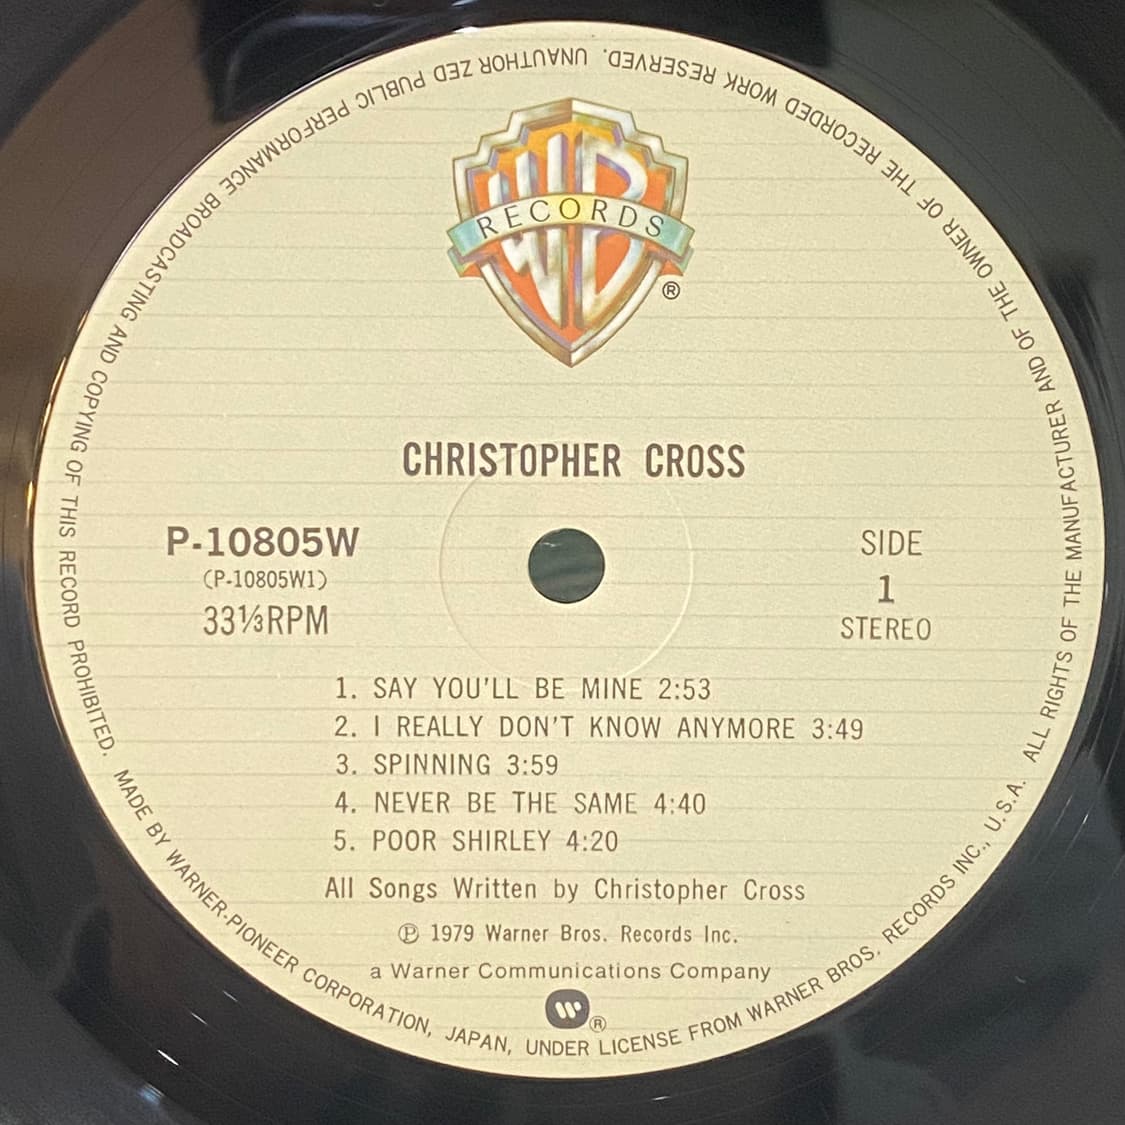 WB
RECORDS
®
CHRISTOPHER CROSS
P-10805W
(P-10805W1)
33⅓RPM
SIDE
1
STEREO
1. SAY YOU'LL BE MINE 2:53
2. I REALLY DON'T KNOW ANYMORE 3:49
3. SPINNING 3:59
4. NEVER BE THE SAME 4:40
5. POOR SHIRLEY 4:20
All Songs Written by Christopher Cross
℗ 1979 Warner Bros. Records Inc.
a Warner Communications Company
W®
MADE BY WARNER-PIONEER CORPORATION, JAPAN, UNDER LICENSE FROM WARNER BROS. RECORDS INC., U.S.A. ALL RIGHTS OF THE MANUFACTURER AND OF THE OWNER OF THE RECORDED WORK RESERVED. UNAUTHOR ZED PUBLIC PERFORMANCE BROADCASTING AND COPYING OF THIS RECORD PROHIBITED.